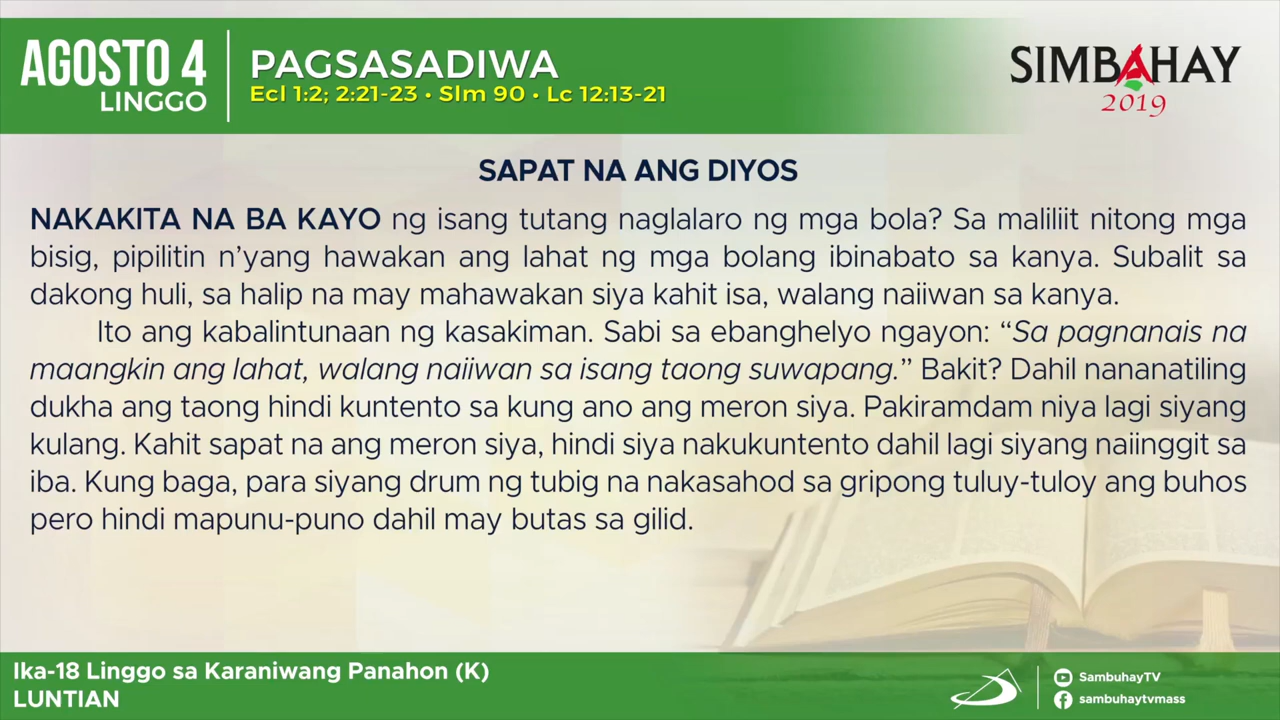 AGOSTO 4
LINGGO
PAGSASADIWA
Ecl 1:2; 2:21-23 • Slm 90 • Lc 12:13-21
SIMBAHAY
2019
SAPAT NA ANG DIYOS
NAKAKITA NA BA KAYO ng isang tutang naglalaro ng mga bola? Sa maliliit nitong mga
bisig, pipilitin n’yang hawakan ang lahat ng mga bolang ibinabato sa kanya. Subalit sa
dakong huli, sa halip na may mahawakan siya kahit isa, walang naiiwan sa kanya.
Ito ang kabalintunaan ng kasakiman. Sabi sa ebanghelyo ngayon: “Sa pagnanais na
maangkin ang lahat, walang naiiwan sa isang taong suwapang.” Bakit? Dahil nananatiling
dukha ang taong hindi kuntento sa kung ano ang meron siya. Pakiramdam niya lagi siyang
kulang. Kahit sapat na ang meron siya, hindi siya nakukuntento dahil lagi siyang naiinggit sa
iba. Kung baga, para siyang drum ng tubig na nakasahod sa gripong tuluy-tuloy ang buhos
pero hindi mapunu-puno dahil may butas sa gilid.
Ika-18 Linggo sa Karaniwang Panahon (K)
LUNTIAN
SambuhayTV
sambuhaytvmass